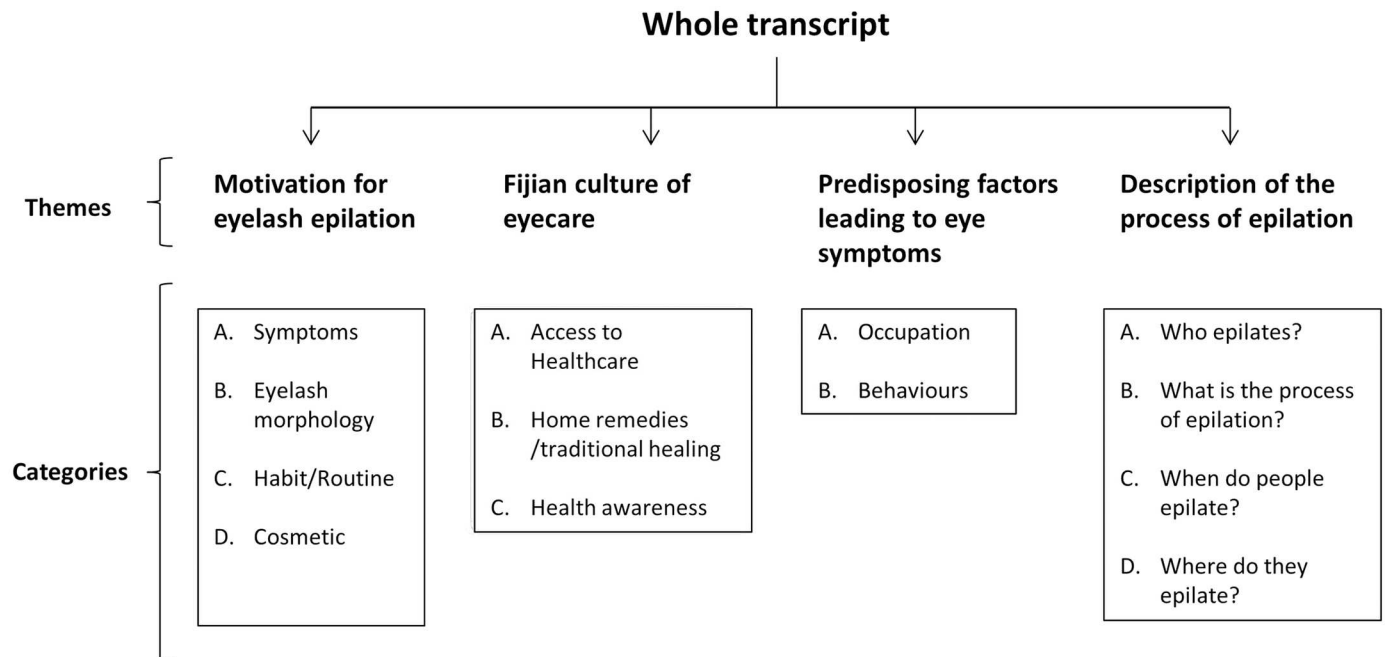 Whole transcript
Themes
Motivation for
eyelash epilation
Fijian culture of
eyecare
Predisposing factors
leading to eye
symptoms
Description of the
process of epilation
Categories
A. Symptoms
B. Eyelash
morphology
C. Habit/Routine
D. Cosmetic
A. Access to
Healthcare
B. Home remedies
/traditional healing
C. Health awareness
A. Occupation
B. Behaviours
A. Who epilates?
B. What is the process
of epilation?
C. When do people
epilate?
D. Where do they
epilate?